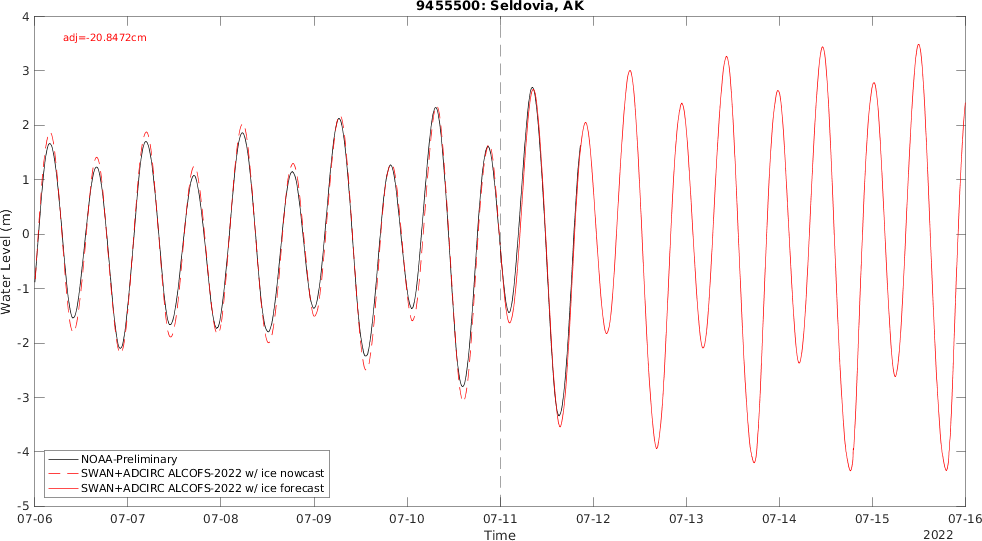 9455500: Seldovia, AK
adj=-20.8472cm
Water Level (m)
4
3
2
1
0
-1
-2
-3
-4
-5
NOAA-Preliminary
SWAN+ADCIRC ALCOFS-2022 w/ ice nowcast
SWAN+ADCIRC ALCOFS-2022 w/ ice forecast
07-06 07-07 07-08 07-09 07-10 07-11 07-12 07-13 07-14 07-15 07-16
Time
2022